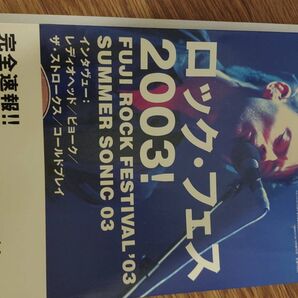 ロック・フェス
2003!
FUJI ROCK FESTIVAL '03
SUMMER SONIC 03
インタヴュー：
レディオヘッド／ビョーク／
ザ・ストロークス／コールドプレイ
完全速報!!